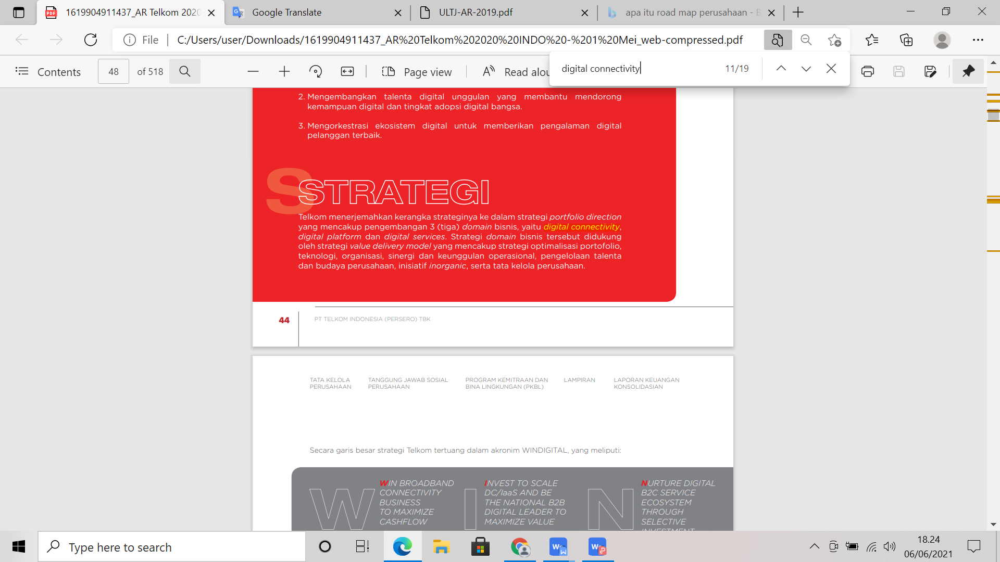 1619904911437_AR Telkom 2020
Google Translate
ULTJ-AR-2019.pdf
apa itu road map perusahaan - B
File
C:/Users/user/Downloads/1619904911437_AR%20Telkom%202020%20INDO%20-%201%20Mei_web-compressed.pdf
Contents
48
of 518
Page view
Read alou
digital connectivity
11/19
2. Mengembangkan talenta digital unggulan yang membantu mendorong
kemampuan digital dan tingkat adopsi digital bangsa.
3. Mengorkestrasi ekosistem digital untuk memberikan pengalaman digital
pelanggan terbaik.
S
STRATEGI
Telkom menerjemahkan kerangka strateginya ke dalam strategi portfolio direction
yang mencakup pengembangan 3 (tiga) domain bisnis, yaitu digital connectivity,
digital platform dan digital services. Strategi domain bisnis tersebut didukung
oleh strategi value delivery model yang mencakup strategi optimalisasi portofolio,
teknologi, organisasi, sinergi dan keunggulan operasional, pengelolaan talenta
dan budaya perusahaan, inisiatif inorganic, serta tata kelola perusahaan.
44
PT TELKOM INDONESIA (PERSERO) TBK
TATA KELOLA
PERUSAHAAN
TANGGUNG JAWAB SOSIAL
PERUSAHAAN
PROGRAM KEMITRAAN DAN
BINA LINGKUNGAN (PKBL)
LAMPIRAN
LAPORAN KEUANGAN
KONSOLIDASIAN
Secara garis besar strategi Telkom tertuang dalam akronim WINDIGITAL, yang meliputi:
W
WIN BROADBAND
CONNECTIVITY
BUSINESS
TO MAXIMIZE
CASHFLOW
I
INVEST TO SCALE
DC/IaaS AND BE
THE NATIONAL B2B
DIGITAL LEADER TO
MAXIMIZE VALUE
N
NURTURE DIGITAL
B2C SERVICE
ECOSYSTEM
THROUGH
SELECTIVE
INVESTMENT
Type here to search
18.24
06/06/2021